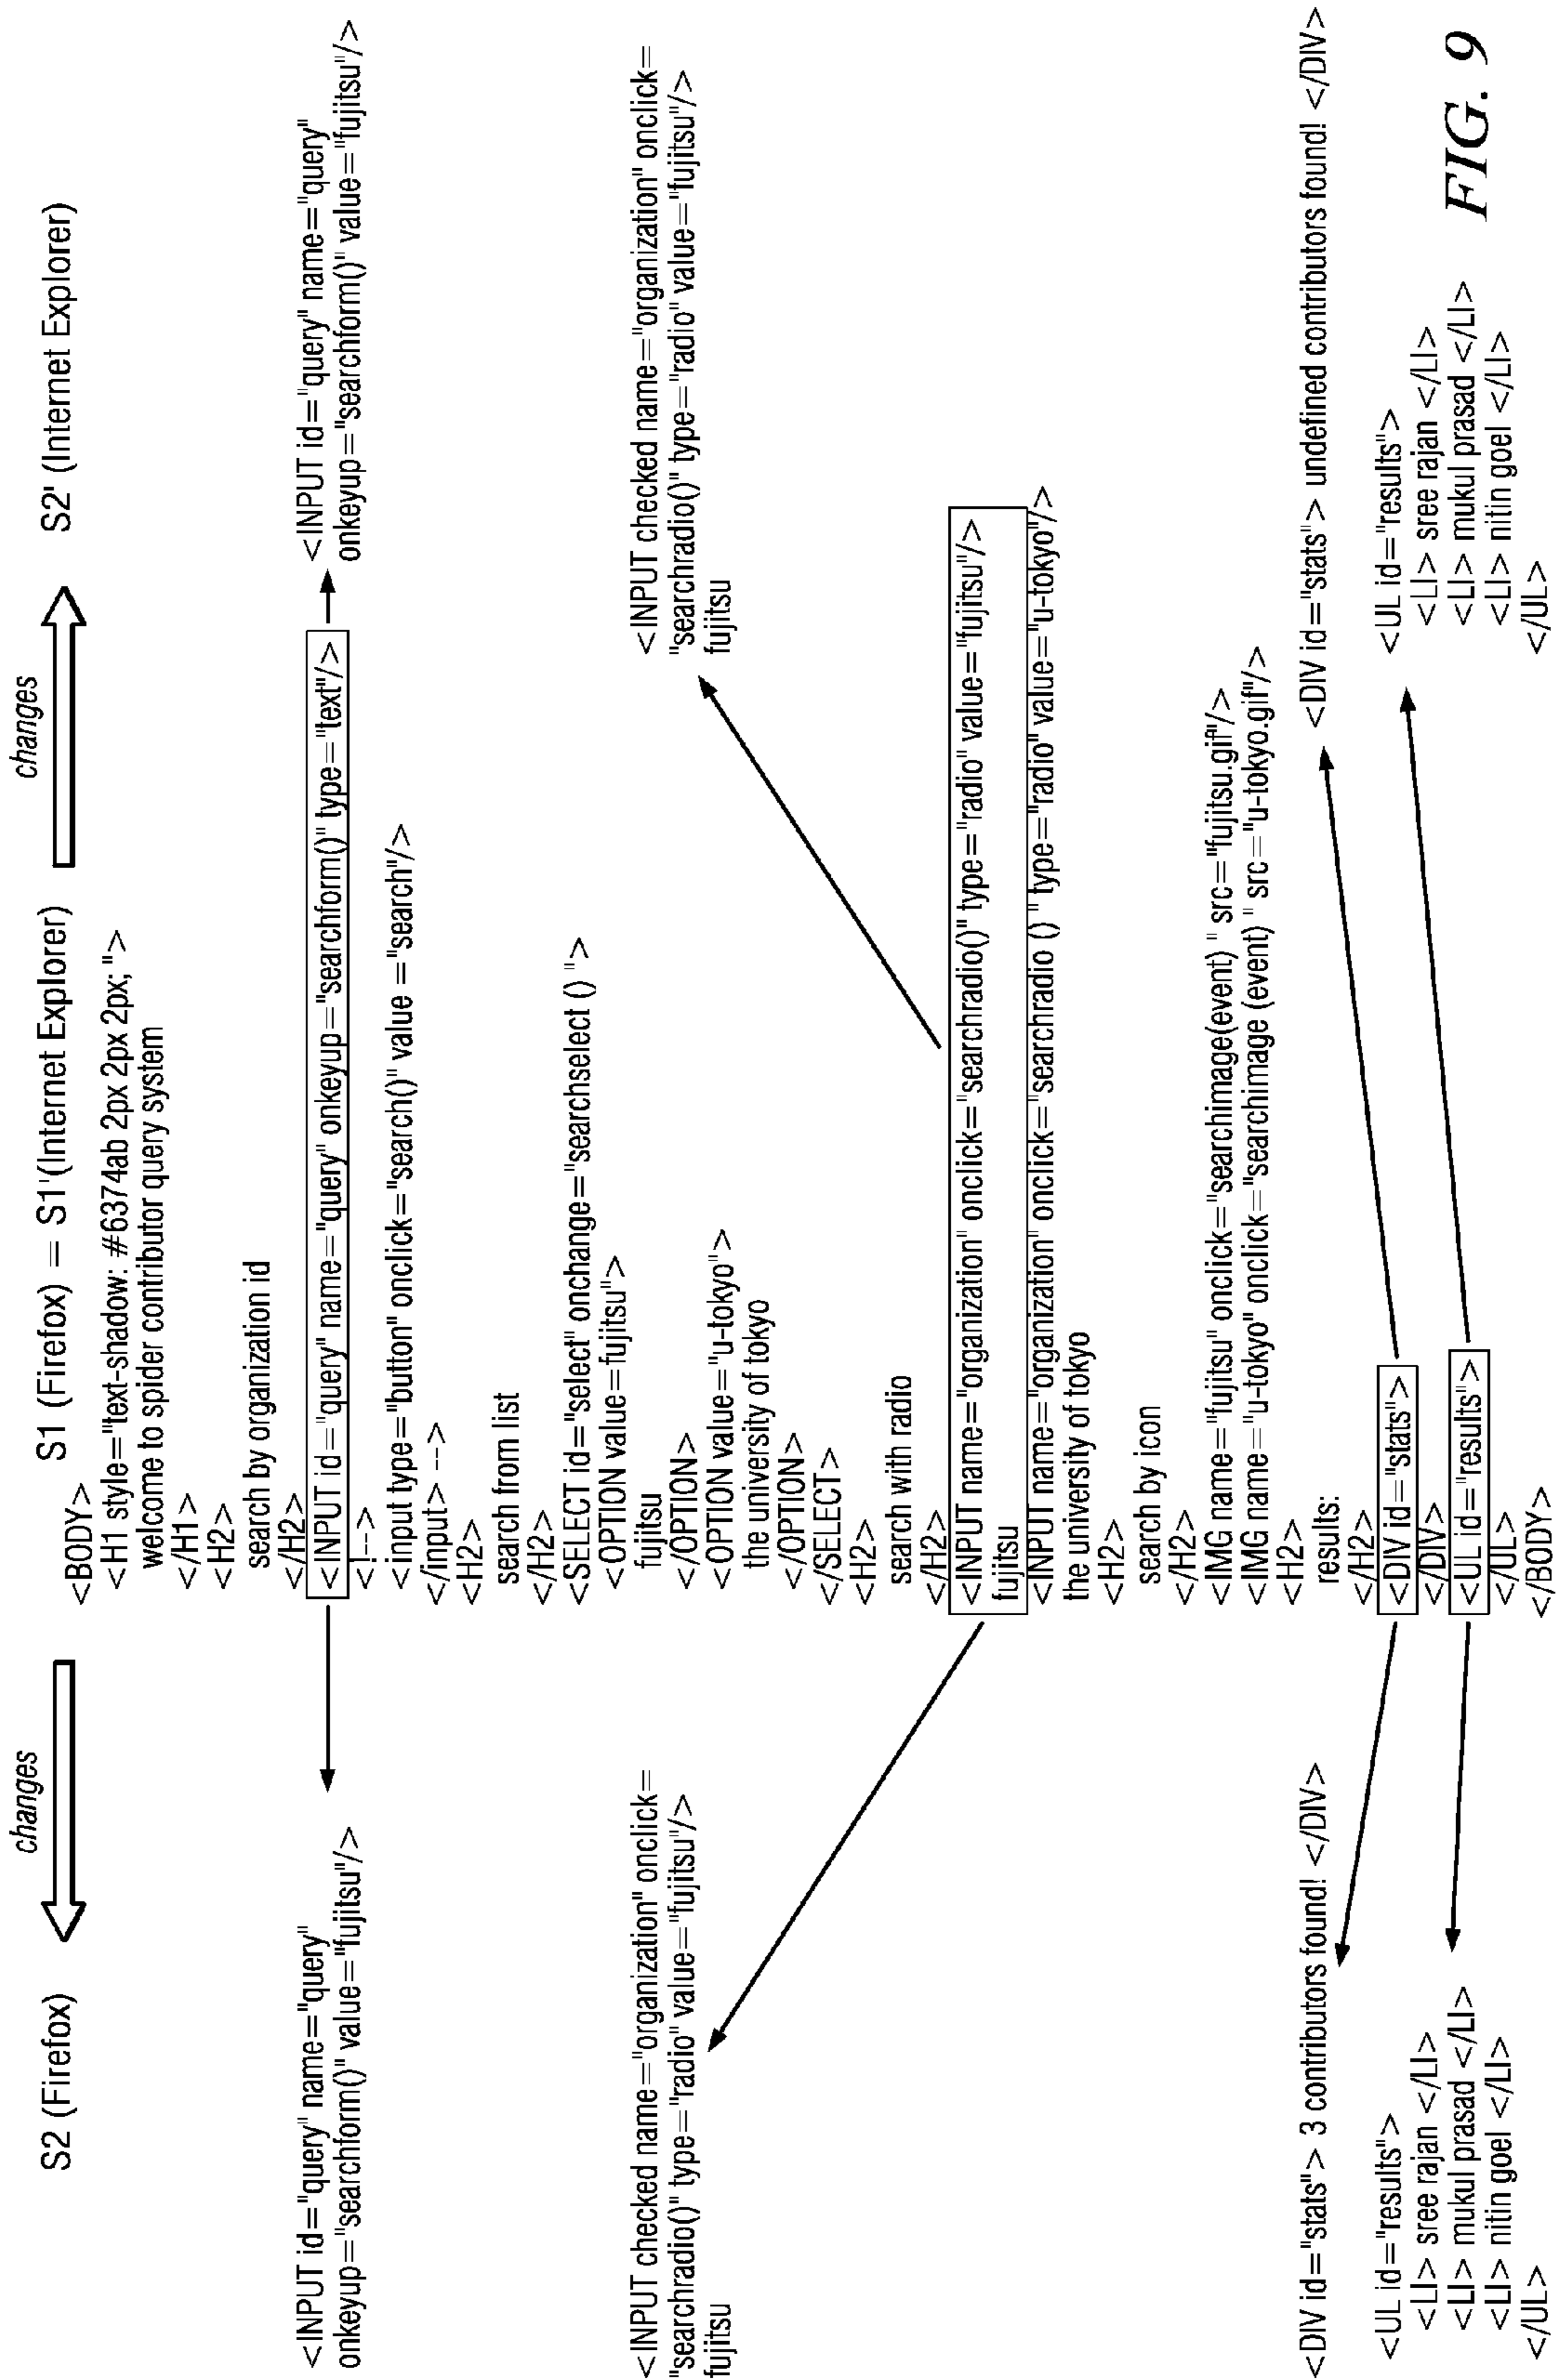 changes
changes
S2 (Firefox)
S1 (Firefox) = S1'(Internet Explorer)
S2' (Internet Explorer)
<INPUT id="query" name="query"
onkeyup="searchform()" value="fujitsu"/>
<INPUT checked name="organization" onclick=
"searchradio()" type="radio" value="fujitsu"/>
fujitsu
<DIV id="stats"> 3 contributors found! </DIV>
<UL id="results">
<LI> sree rajan </LI>
<LI> mukul prasad </LI>
<LI> nitin goel </LI>
</UL>
<BODY>
<H1 style="text-shadow: #6374ab 2px 2px; ">
welcome to spider contributor query system
</H1>
<H2>
search by organization id
</H2>
<INPUT id="query" name="query" onkeyup="searchform()" type="text"/>
<!-->
<input type="button" onclick="search()" value ="search"/>
</input> -->
<H2>
search from list
</H2>
<SELECT id="select" onchange="searchselect () ">
<OPTION value=fujitsu">
fujitsu
</OPTION>
<OPTION value="u-tokyo">
the university of tokyo
</OPTION>
</SELECT>
<H2>
search with radio
</H2>
<INPUT name="organization" onclick="searchradio()" type="radio" value="fujitsu"/>
fujitsu
<INPUT name="organization" onclick="searchradio () " type="radio" value="u-tokyo"/>
the university of tokyo
<H2>
search by icon
</H2>
<IMG name="fujitsu" onclick="searchimage(event) " src="fujitsu.gif"/>
<IMG name="u-tokyo" onclick="searchimage (event) " src="u-tokyo.gif"/>
<H2>
results:
</H2>
<DIV id="stats">
</DIV>
<UL id="results">
</UL>
</BODY>
<INPUT id="query" name="query"
onkeyup="searchform()" value="fujitsu"/>
<INPUT checked name="organization" onclick=
"searchradio()" type="radio" value="fujitsu"/>
fujitsu
<DIV id="stats"> undefined contributors found! </DIV>
<UL id="results">
<LI> sree rajan </LI>
<LI> mukul prasad </LI>
<LI> nitin goel </LI>
</UL>
FIG. 9